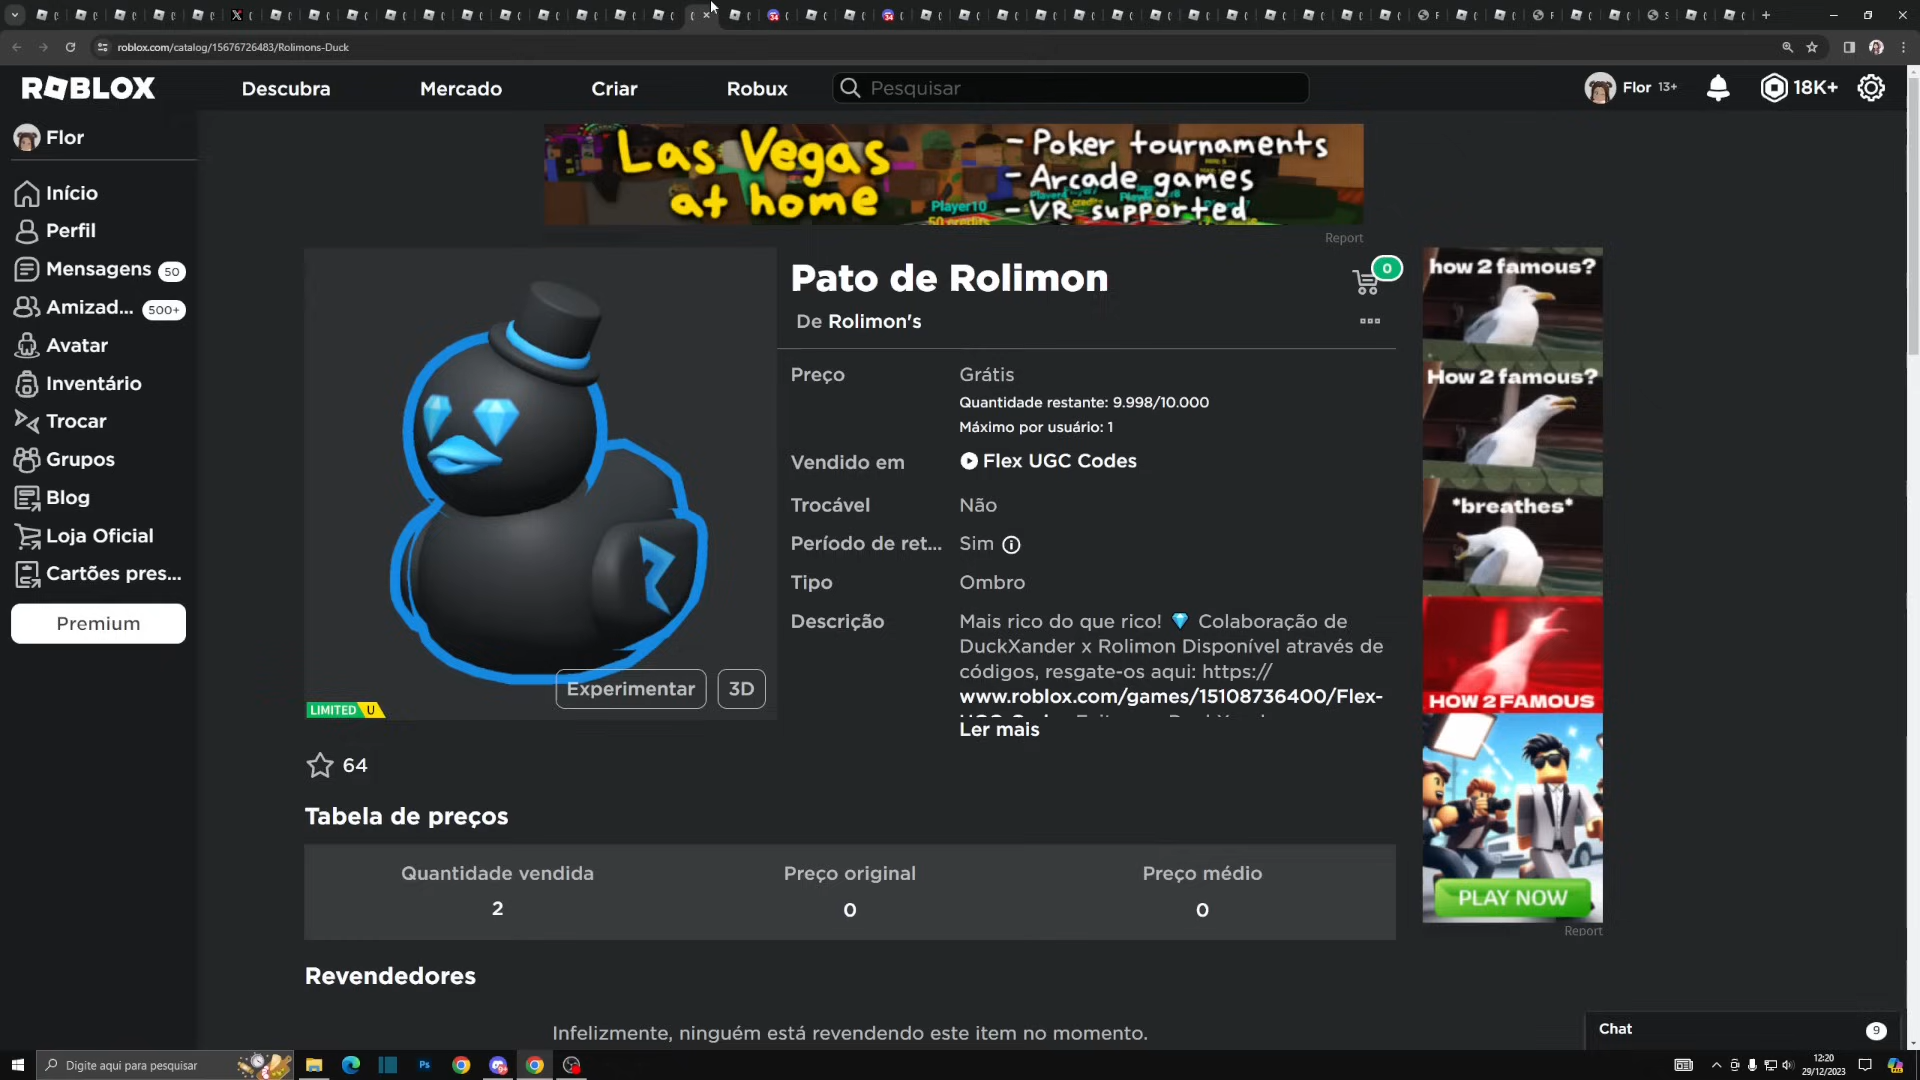 roblox.com/catalog/15676726483/Rolimons-Duck
ROBLOX
Descubra
Mercado
Criar
Robux
Pesquisar
Flor 13+
18K+
Flor
Início
Perfil
Mensagens 50
Amizad... 500+
Avatar
Inventário
Trocar
Grupos
Blog
Loja Oficial
Cartões pres...
Premium
Las Vegas
at home
- Poker tournaments
- Arcade games
- VR supported
Player10
50 credits
Report
Pato de Rolimon
0
De Rolimon's
Preço
Grátis
Quantidade restante: 9.998/10.000
Máximo por usuário: 1
Vendido em
Flex UGC Codes
Trocável
Não
Período de ret...
Sim
Tipo
Ombro
Descrição
Mais rico do que rico! 💎 Colaboração de
DuckXander x Rolimon Disponível através de
códigos, resgate-os aqui: https://
www.roblox.com/games/15108736400/Flex-
Ler mais
Experimentar
3D
LIMITED U
64
Tabela de preços
Quantidade vendida
2
Preço original
0
Preço médio
0
Revendedores
Infelizmente, ninguém está revendendo este item no momento.
how 2 famous?
How 2 famous?
*breathes*
HOW 2 FAMOUS
PLAY NOW
Report
Chat
9
Digite aqui para pesquisar
Ps
12:20
29/12/2023